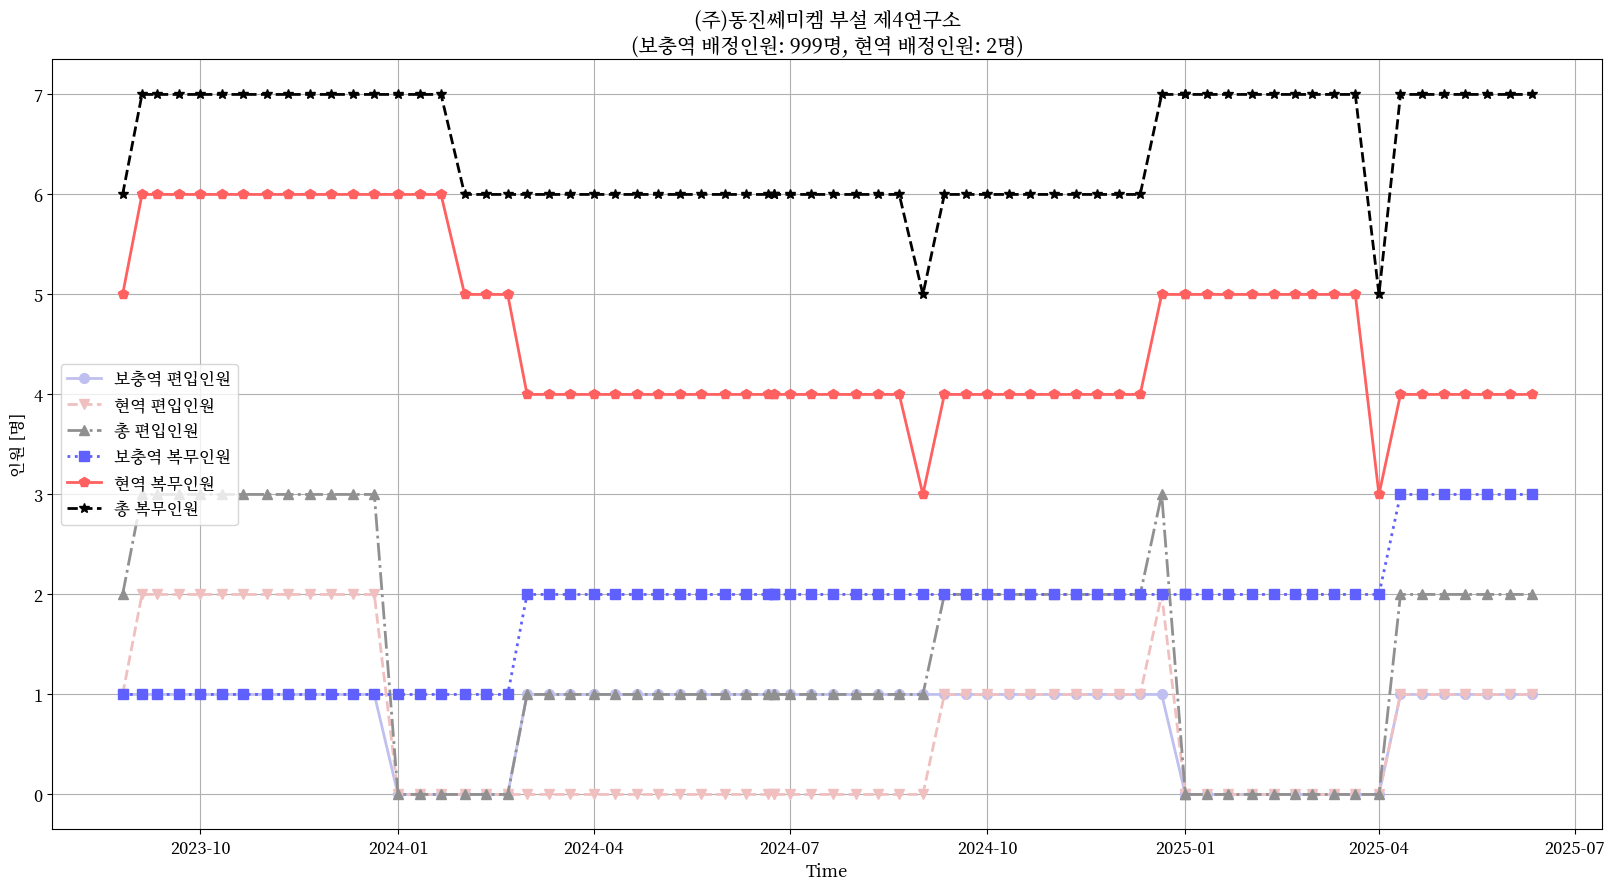 (주)동진쎄미켐 부설 제4연구소
(보충역 배정인원: 999명, 현역 배정인원: 2명)
7
6
5
4
3
2
1
0
인원 [명]
보충역 편입인원
현역 편입인원
총 편입인원
보충역 복무인원
현역 복무인원
총 복무인원
2023-10
2024-01
2024-04
2024-07
2024-10
2025-01
2025-04
2025-07
Time